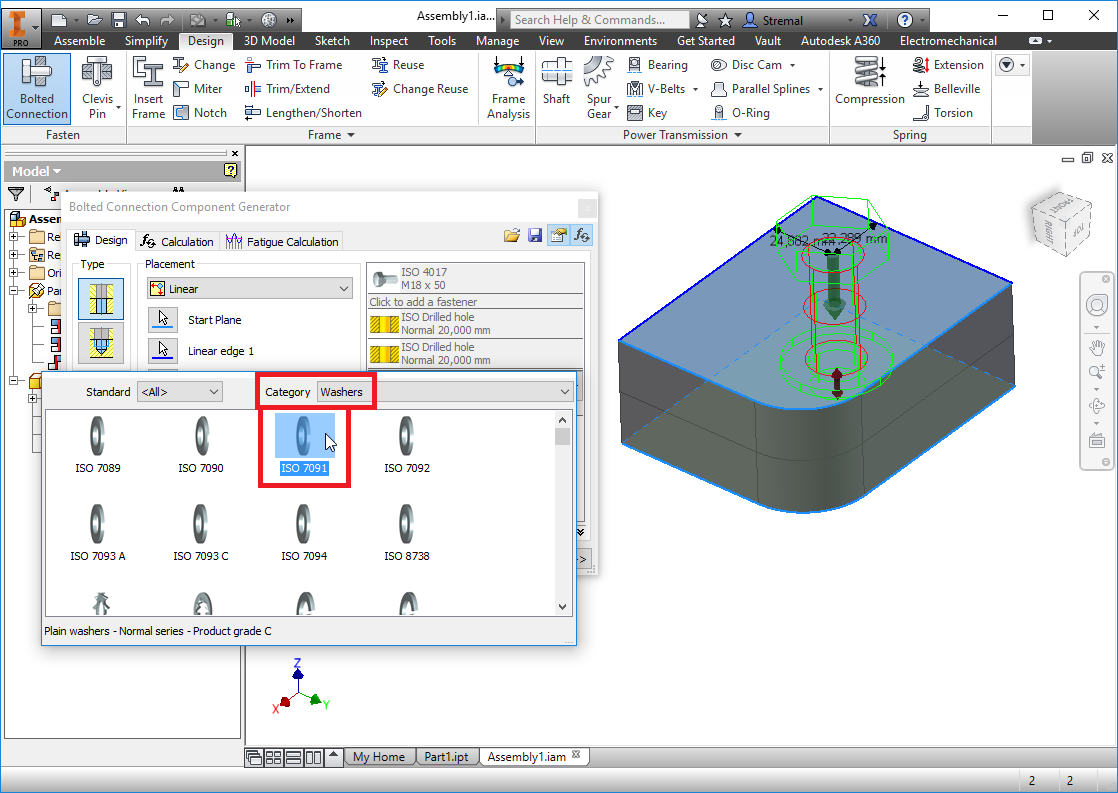 Assembly1.ia...
Search Help & Commands...
Stremal
PRO
Assemble Simplify Design 3D Model Sketch Inspect Tools Manage View Environments Get Started Vault Autodesk A360 Electromechanical
Bolted Connection
Clevis Pin
Insert Frame
Change
Miter
Notch
Trim To Frame
Trim/Extend
Lengthen/Shorten
Reuse
Change Reuse
Frame Analysis
Shaft
Spur Gear
Bearing
V-Belts
Key
Disc Cam
Parallel Splines
O-Ring
Compression
Extension
Belleville
Torsion
Fasten
Frame
Power Transmission
Spring
Model
Assem
Re
Re
Ori
Par
Bolted Connection Component Generator
Design
Calculation
Fatigue Calculation
Type
Placement
Linear
Start Plane
Linear edge 1
ISO 4017
M18 x 50
Click to add a fastener
ISO Drilled hole
Normal 20,000 mm
ISO Drilled hole
Normal 20,000 mm
Standard
<All>
Category
Washers
ISO 7089
ISO 7090
ISO 7091
ISO 7092
ISO 7093 A
ISO 7093 C
ISO 7094
ISO 8738
>
Plain washers - Normal series - Product grade C
FRONT
RIGHT
TOP
Z
X
Y
My Home
Part1.ipt
Assembly1.iam
2
2